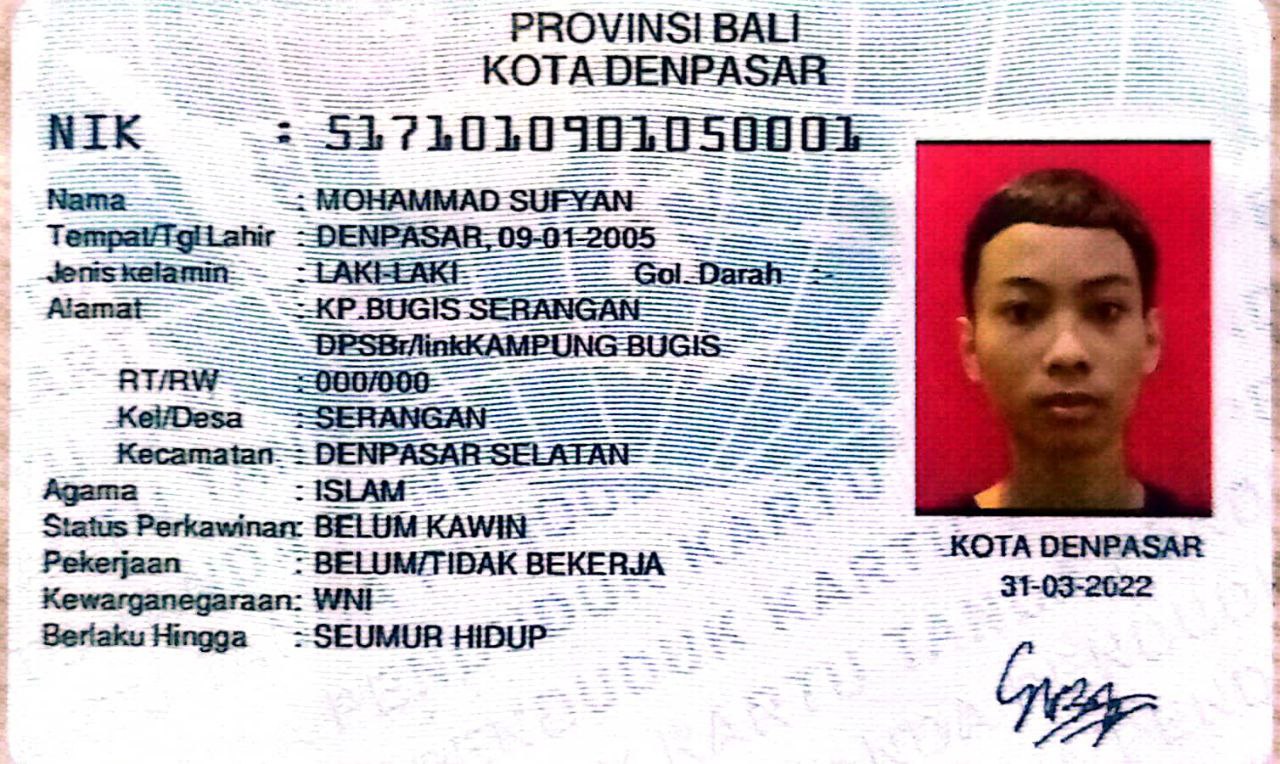 PROVINSI BALI
KOTA DENPASAR
NIK : 5171010901050001
Nama : MOHAMMAD SUFYAN
Tempat/Tgl Lahir : DENPASAR, 09-01-2005
Jenis kelamin : LAKI-LAKI Gol. Darah : -
Alamat : KP.BUGIS SERANGAN
DPSBr/linkKAMPUNG BUGIS
RT/RW : 000/000
Kel/Desa : SERANGAN
Kecamatan : DENPASAR SELATAN
Agama : ISLAM
Status Perkawinan: BELUM KAWIN
Pekerjaan : BELUM/TIDAK BEKERJA
Kewarganegaraan: WNI
Berlaku Hingga : SEUMUR HIDUP
KOTA DENPASAR
31-03-2022